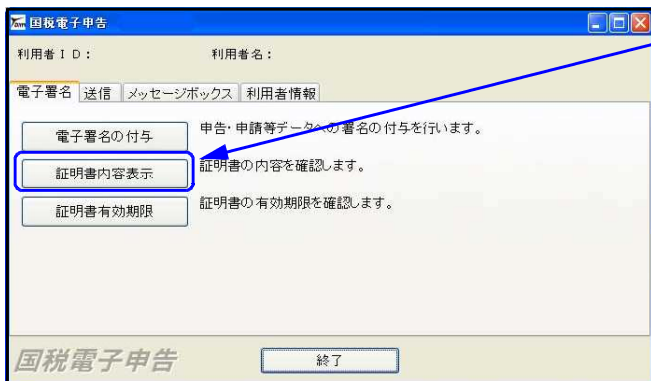 国税電子申告
利用者ID: 利用者名:
電子署名 送信 メッセージボックス 利用者情報
電子署名の付与 申告・申請等データへの署名の付与を行います。
証明書内容表示 証明書の内容を確認します。
証明書有効期限 証明書の有効期限を確認します。
国税電子申告 終了